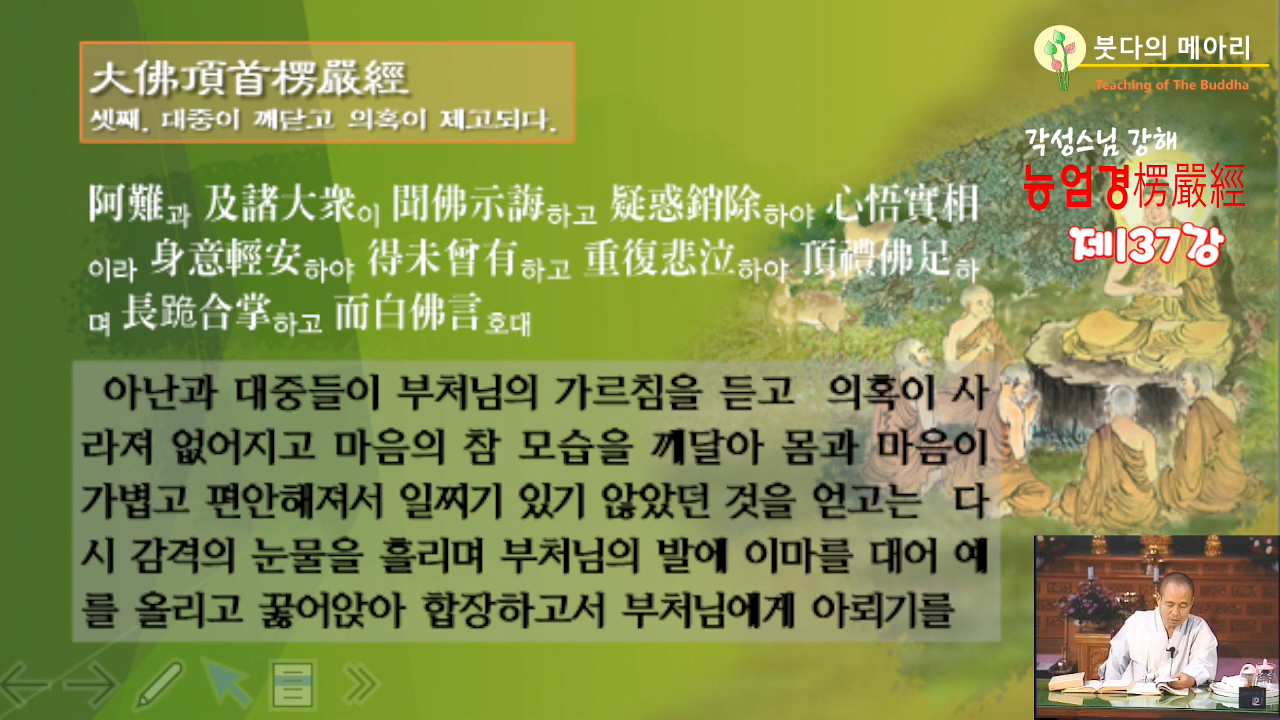 大佛頂首楞嚴經
셋째. 대중이 깨닫고 의혹이 제고되다.
阿難과 及諸大衆이 聞佛示誨하고 疑惑銷除하야 心悟實相
이라 身意輕安하야 得未曾有하고 重復悲泣하야 頂禮佛足하
며 長跪合掌하고 而白佛言호대
아난과 대중들이 부처님의 가르침을 듣고 의혹이 사
라져 없어지고 마음의 참 모습을 깨달아 몸과 마음이
가볍고 편안해져서 일찌기 있기 않았던 것을 얻고는 다
시 감격의 눈물을 흘리며 부처님의 발에 이마를 대어 예
를 올리고 꿇어앉아 합장하고서 부처님에게 아뢰기를
붓다의 메아리
Teaching of The Buddha
각성스님 강해
능엄경楞嚴經
제137강